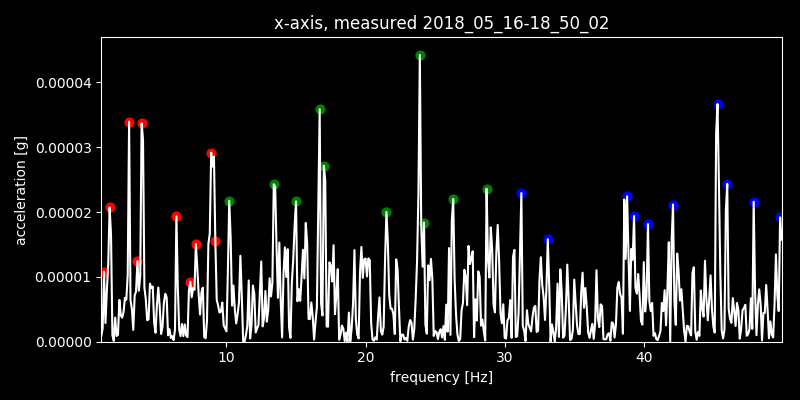 x-axis, measured 2018_05_16-18_50_02
0.00004
0.00003
0.00002
0.00001
0.00000
acceleration [g]
10 20 30 40
frequency [Hz]